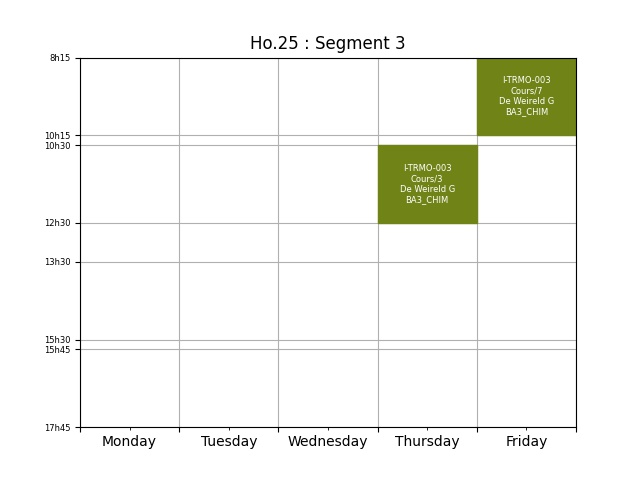 Ho.25 : Segment 3
8h15
I-TRMO-003
Cours/7
De Weireld G
BA3_CHIM
10h15
10h30
I-TRMO-003
Cours/3
De Weireld G
BA3_CHIM
12h30
13h30
15h30
15h45
17h45
Monday Tuesday Wednesday Thursday Friday